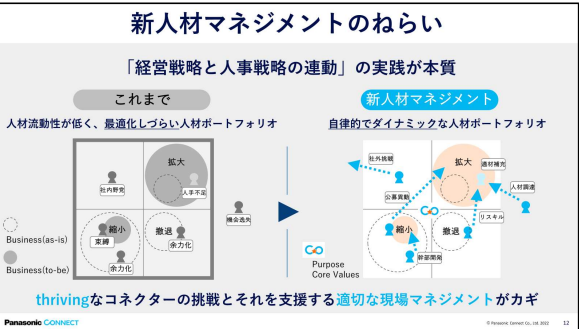 新人材マネジメントのねらい
「経営戦略と人事戦略の連動」の実践が本質
これまで
人材流動性が低く、最適化しづらい人材ポートフォリオ
拡大
社内野党
人手不足
機会逸失
縮小
束縛
撤退
余力化
余力化
Business(as-is)
Business(to-be)
新人材マネジメント
自律的でダイナミックな人材ポートフォリオ
社外挑戦
拡大
適材補充
公募異動
人材調達
リスキル
縮小
撤退
幹部開発
Purpose
Core Values
thrivingなコネクターの挑戦とそれを支援する適切な現場マネジメントがカギ
Panasonic CONNECT
© Panasonic Connect Co., Ltd. 2022
12